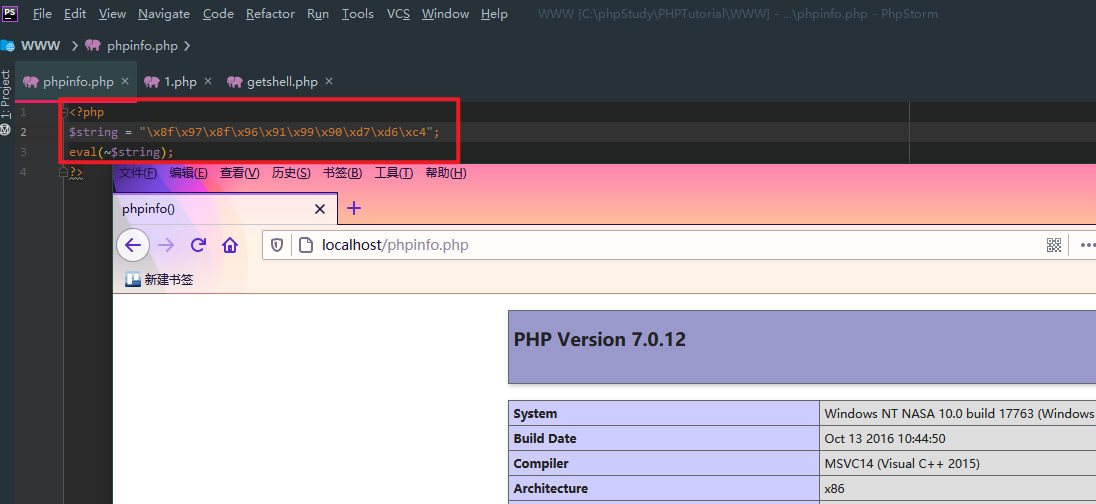 PS File Edit View Navigate Code Refactor Run Tools VCS Window Help WWW [C:\phpStudy\PHPTutorial\WWW] - ...\phpinfo.php - PhpStorm
WWW phpinfo.php
phpinfo.php 1.php getshell.php
1: Project
1 <?php
2 $string = "\x8f\x97\x8f\x96\x91\x99\x90\xd7\xd6\xc4";
3 eval(~$string);
4 ?>
文件(F) 编辑(E) 查看(V) 历史(S) 书签(B) 工具(T) 帮助(H)
phpinfo()
localhost/phpinfo.php
新建书签
PHP Version 7.0.12
System Windows NT NASA 10.0 build 17763 (Windows
Build Date Oct 13 2016 10:44:50
Compiler MSVC14 (Visual C++ 2015)
Architecture x86